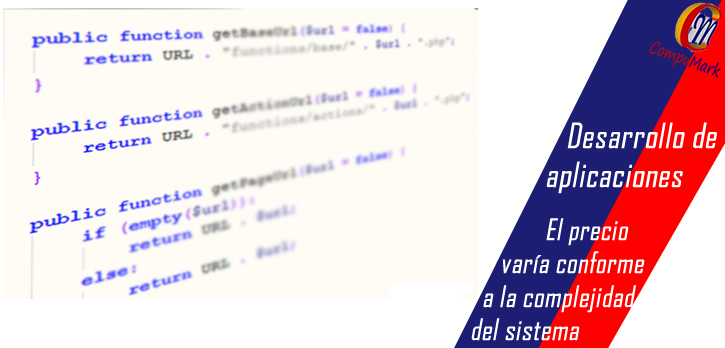 public function getBaseUrl($url = false) {
return URL . "functions/base/" . $url . ".php";
}
public function getActionUrl($url = false) {
return URL . "functions/actions/" . $url . ".php";
}
public function getPageUrl($url = false) {
if (empty($url)):
return URL . $url;
else:
return URL . $url;
CompuMark
Desarrollo de
aplicaciones
El precio
varía conforme
a la complejidad
del sistema